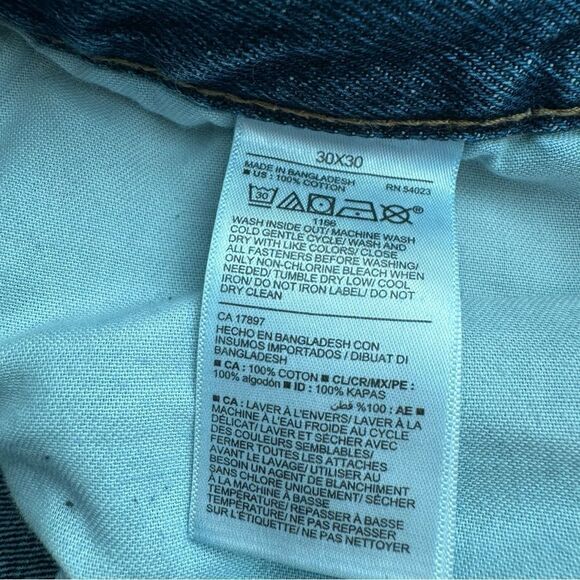 30X30
MADE IN BANGLADESH
■ US : 100% COTTON RN 54023
30 ®
1166
WASH INSIDE OUT/ MACHINE WASH
COLD GENTLE CYCLE/ WASH AND
DRY WITH LIKE COLORS/ CLOSE
ALL FASTENERS BEFORE WASHING/
ONLY NON-CHLORINE BLEACH WHEN
NEEDED/ TUMBLE DRY LOW/ COOL
IRON/ DO NOT IRON LABEL/ DO NOT
DRY CLEAN
CA 17897
HECHO EN BANGLADESH CON
INSUMOS IMPORTADOS / DIBUAT DI
BANGLADESH
■ CA : 100% COTON ■ CL/CR/MX/PE :
100% algodón ■ ID : 100% KAPAS
■ AE : 100% قطن
■ CA : LAVER À L'ENVERS/ LAVER À LA
MACHINE À L'EAU FROIDE AU CYCLE
DÉLICAT/ LAVER ET SÉCHER AVEC
DES COULEURS SEMBLABLES/
FERMER TOUTES LES ATTACHES
AVANT LE LAVAGE/ UTILISER AU
BESOIN UN AGENT DE BLANCHIMENT
SANS CHLORE UNIQUEMENT/ SÉCHER
À LA MACHINE À BASSE
TEMPÉRATURE/ REPASSER À BASSE
TEMPÉRATURE/ NE PAS REPASSER
SUR L'ÉTIQUETTE/ NE PAS NETTOYER